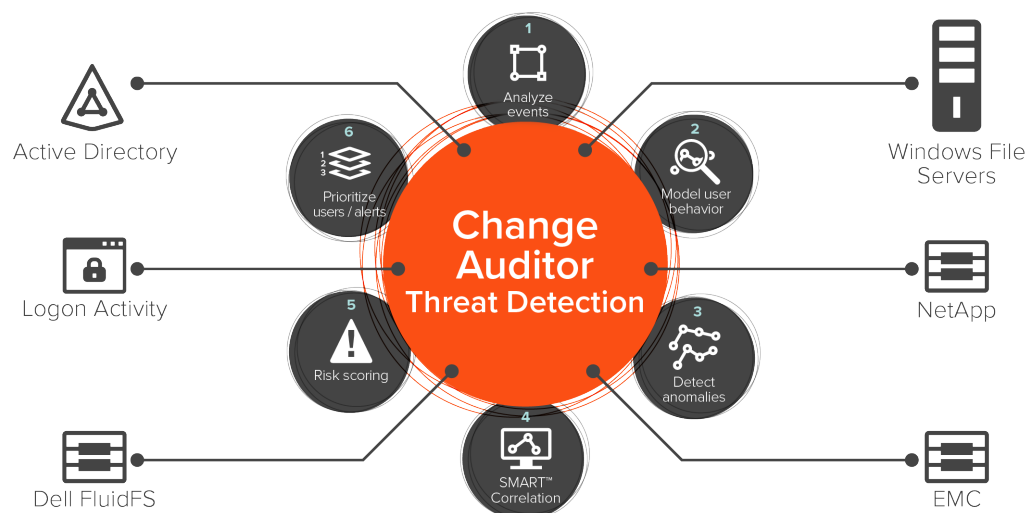 1
Analyze
events
Active Directory
Windows File
Servers
6
1
2
3
Prioritize
users / alerts
2
Model user
behavior
Change
Auditor
Threat Detection
Logon Activity
NetApp
5
Risk scoring
3
Detect
anomalies
4
SMART™
Correlation
Dell FluidFS
EMC